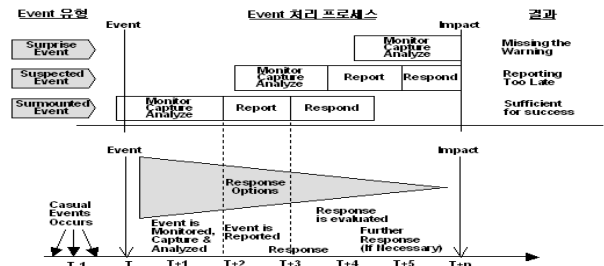 Event 유형
Event 처리 프로세스
결과
Event
Impact
Surprise
Event
Monitor
Capture
Analyze
Missing the
Warning
Suspected
Event
Monitor
Capture
Analyze
Report
Respond
Reporting
Too Late
Surmounted
Event
Monitor
Capture
Analyze
Report
Respond
Sufficient
for success
Event
Impact
Response
Options
Casual
Events
Occurs
Event is
Monitored,
Capture &
Analyzed
Event is
Reported
Response
Response
is evaluated
Further
Response
(If Necessary)
T-1
T
T+1
T+2
T+3
T+4
T+5
T+n